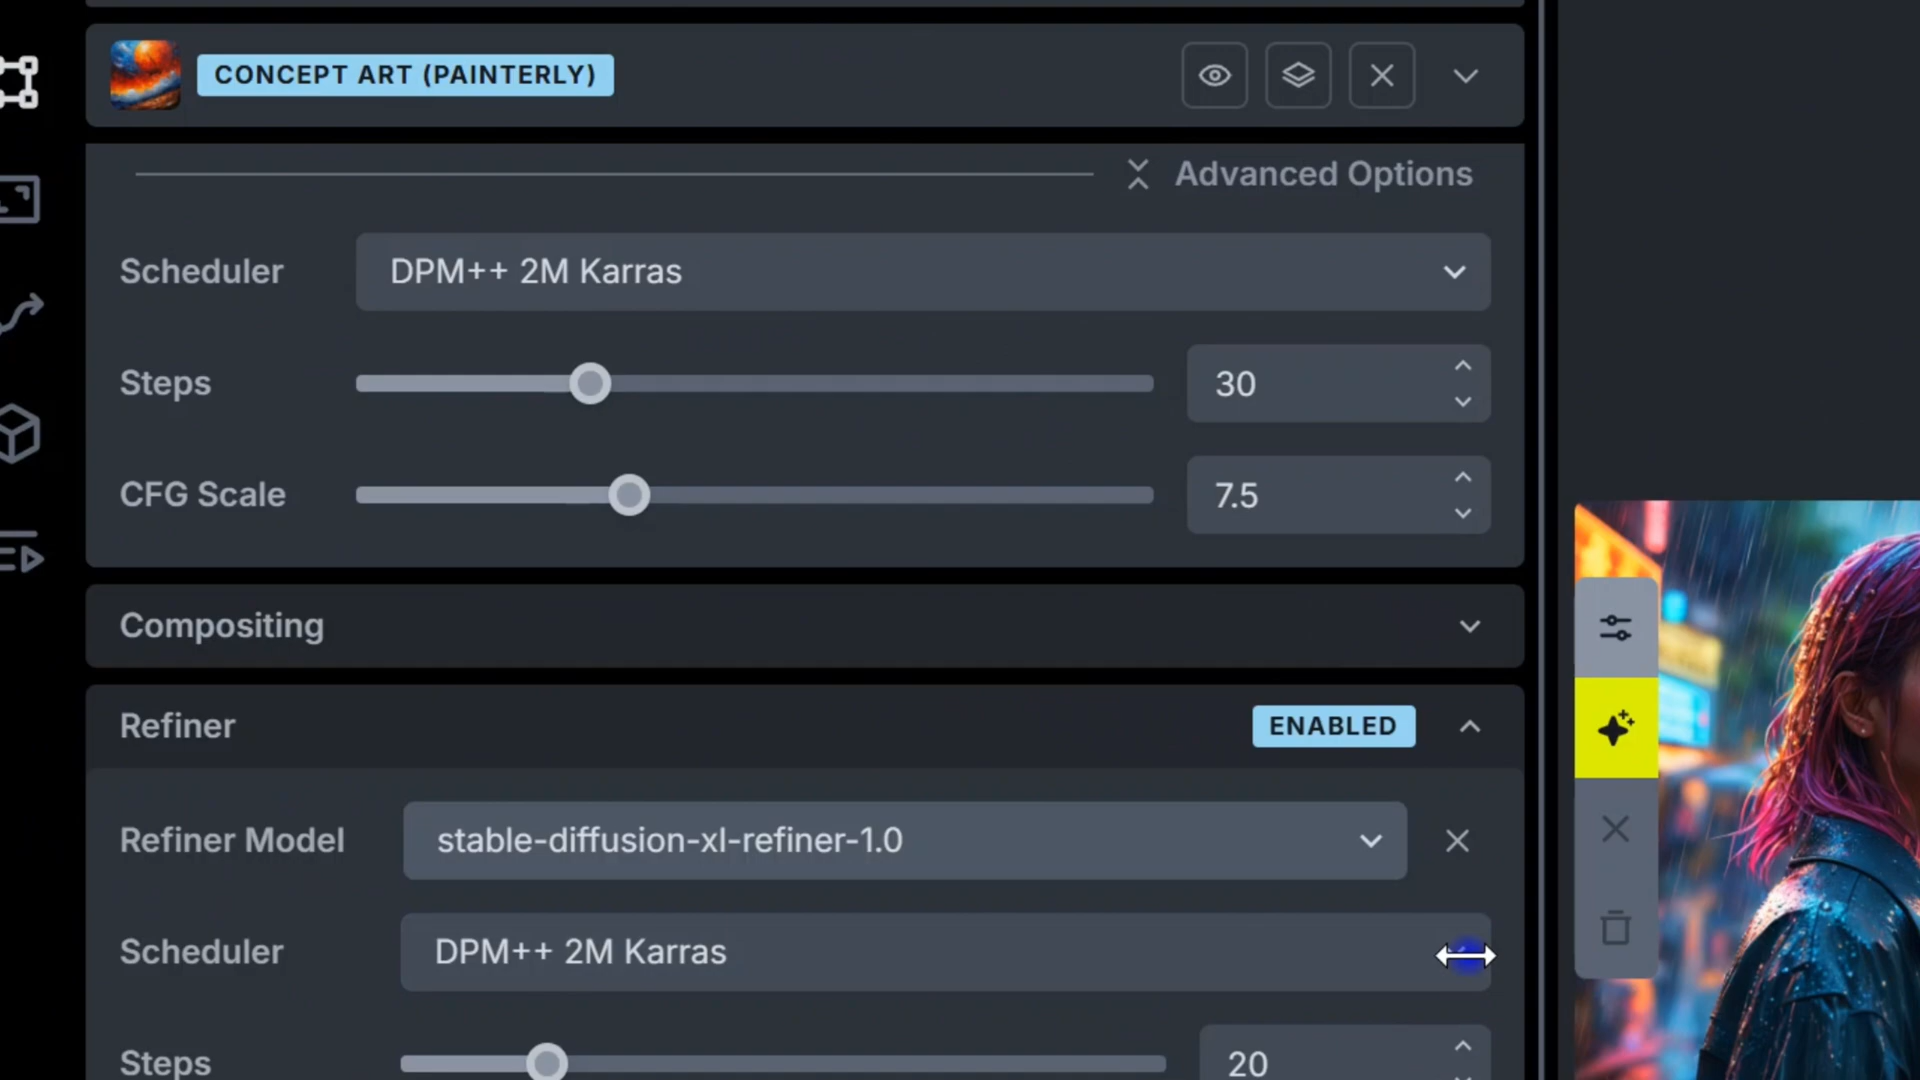 CONCEPT ART (PAINTERLY)
Advanced Options
Scheduler DPM++ 2M Karras
Steps 30
CFG Scale 7.5
Compositing
Refiner ENABLED
Refiner Model stable-diffusion-xl-refiner-1.0
Scheduler DPM++ 2M Karras
Steps 20